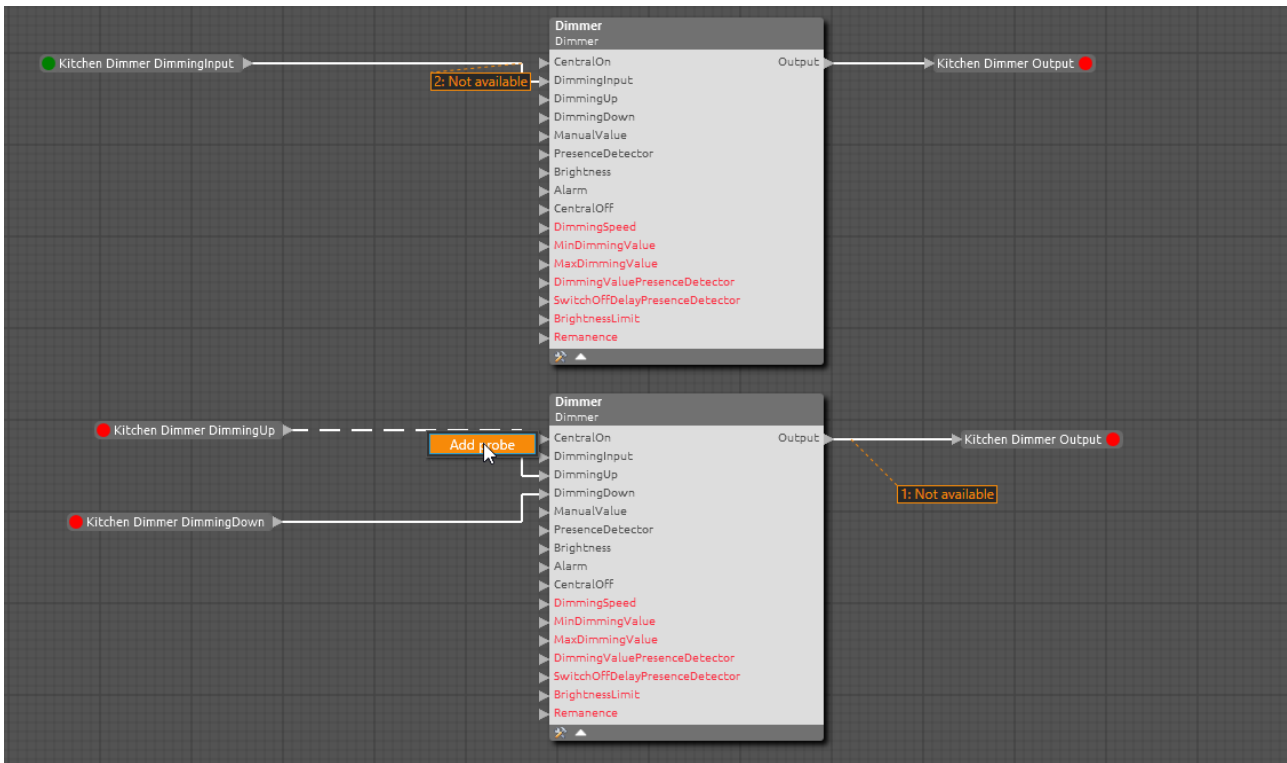 Dimmer
Dimmer
Kitchen Dimmer DimmingInput
CentralOn
Output
Kitchen Dimmer Output
2: Not available
DimmingInput
DimmingUp
DimmingDown
ManualValue
PresenceDetector
Brightness
Alarm
CentralOff
DimmingSpeed
MinDimmingValue
MaxDimmingValue
DimmingValuePresenceDetector
SwitchOffDelayPresenceDetector
BrightnessLimit
Remanence
Dimmer
Dimmer
Kitchen Dimmer DimmingUp
Add probe
CentralOn
Output
Kitchen Dimmer Output
DimmingInput
DimmingUp
DimmingDown
1: Not available
ManualValue
Kitchen Dimmer DimmingDown
PresenceDetector
Brightness
Alarm
CentralOff
DimmingSpeed
MinDimmingValue
MaxDimmingValue
DimmingValuePresenceDetector
SwitchOffDelayPresenceDetector
BrightnessLimit
Remanence